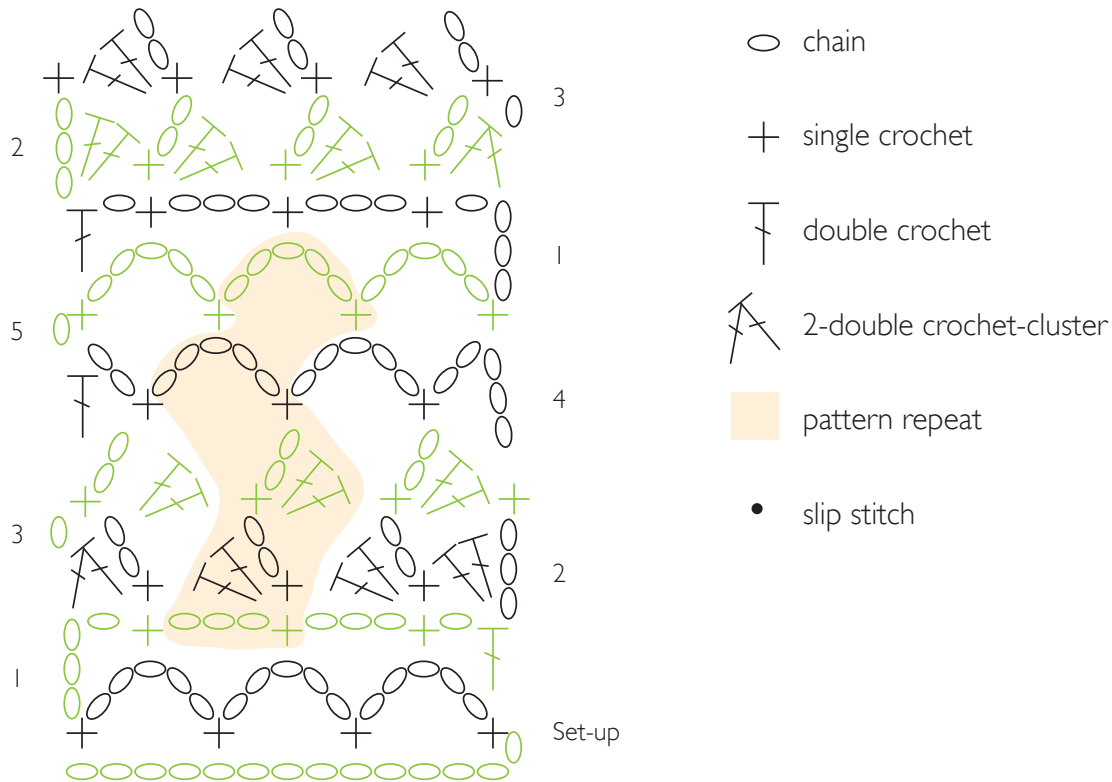 chain
single crochet
double crochet
2-double crochet-cluster
pattern repeat
slip stitch
3
2
1
5
4
3
2
1
Set-up